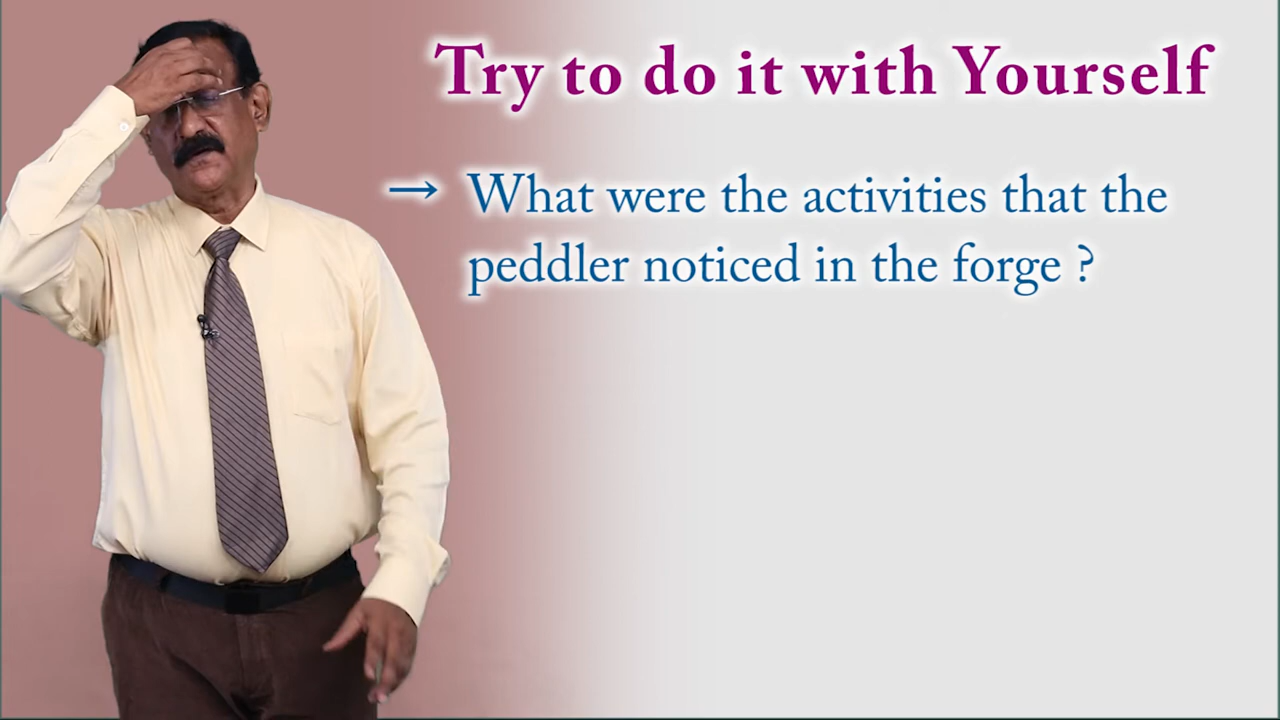 Try to do it with Yourself
→ What were the activities that the
peddler noticed in the forge ?